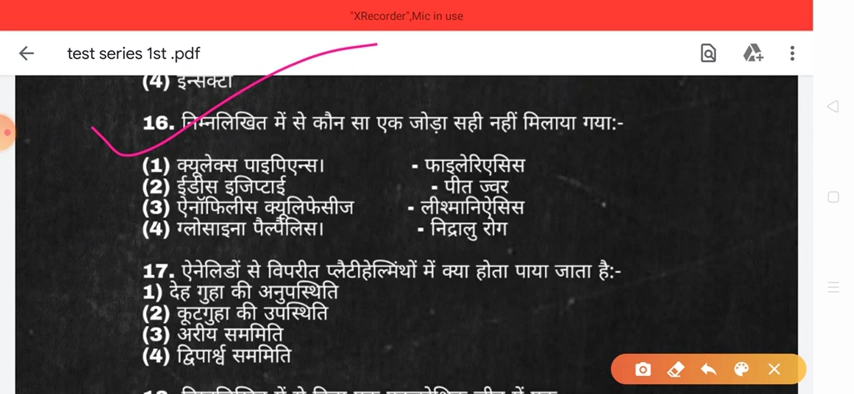 "XRecorder",Mic in use
test series 1st .pdf
(4) इन्सेक्टा
16. निम्नलिखित में से कौन सा एक जोड़ा सही नहीं मिलाया गया:-
(1) क्यूलेक्स पाइपिएन्स। - फाइलेरिएसिस
(2) ईडीस इजिप्टाई - पीत ज्वर
(3) ऐनॉफिलीस क्यूलिफेसीज - लीश्मानिऐसिस
(4) ग्लोसाइना पैल्पैलिस। - निद्रालु रोग
17. ऐनेलिडों से विपरीत प्लैटीहेल्मिंथों में क्या होता पाया जाता है:-
1) देह गुहा की अनुपस्थिति
(2) कूटगुहा की उपस्थिति
(3) अरीय सममिति
(4) द्विपार्श्व सममिति